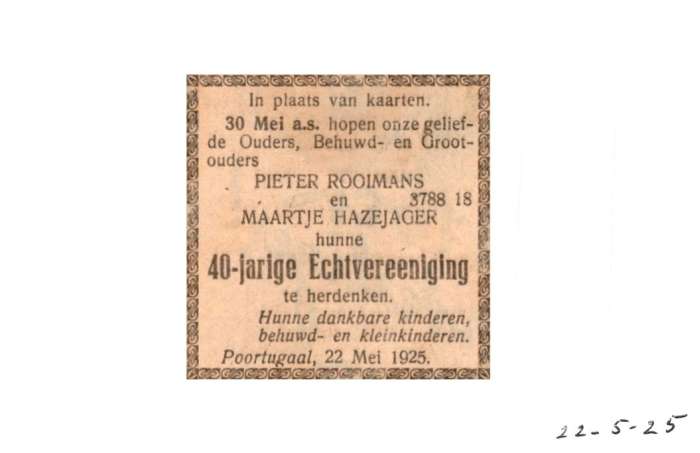 In plaats van kaarten.
30 Mei a.s. hopen onze gelief-
de Ouders, Behuwd- en Groot-
ouders
PIETER ROOIMANS
en 3788 18
MAARTJE HAZEJAGER
hunne
40-jarige Echtvereeniging
te herdenken.
Hunne dankbare kinderen,
behuwd- en kleinkinderen.
Poortugaal, 22 Mei 1925.
22-5-25